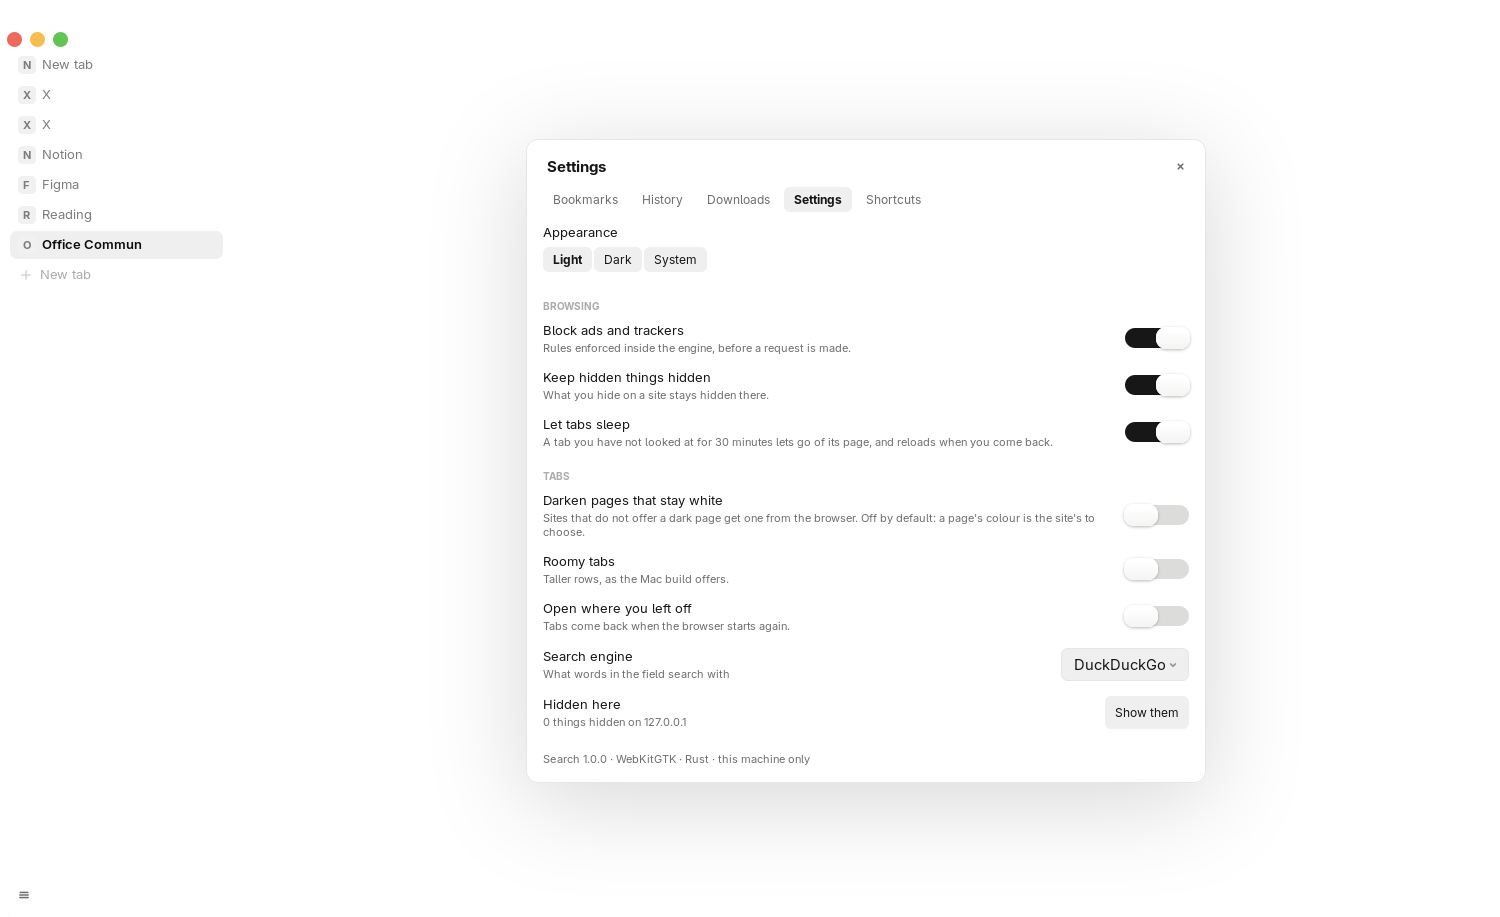 N New tab
X X
X X
N Notion
F Figma
R Reading
O Office Commun
+ New tab
Settings ×
Bookmarks History Downloads Settings Shortcuts
Appearance
Light Dark System
BROWSING
Block ads and trackers
Rules enforced inside the engine, before a request is made.
Keep hidden things hidden
What you hide on a site stays hidden there.
Let tabs sleep
A tab you have not looked at for 30 minutes lets go of its page, and reloads when you come back.
TABS
Darken pages that stay white
Sites that do not offer a dark page get one from the browser. Off by default: a page's colour is the site's to
choose.
Roomy tabs
Taller rows, as the Mac build offers.
Open where you left off
Tabs come back when the browser starts again.
Search engine
What words in the field search with
DuckDuckGo
Hidden here
0 things hidden on 127.0.0.1
Show them
Search 1.0.0 · WebKitGTK · Rust · this machine only